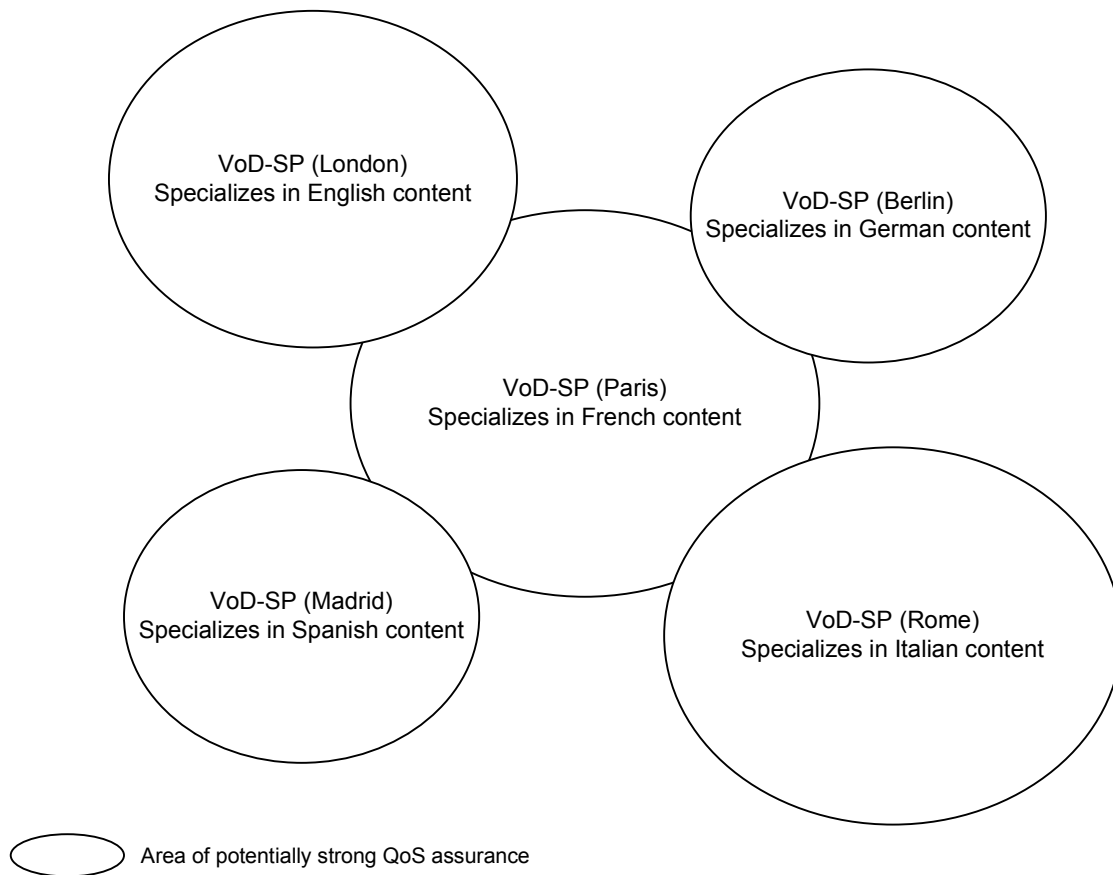 VoD-SP (London)
Specializes in English content
VoD-SP (Berlin)
Specializes in German content
VoD-SP (Paris)
Specializes in French content
VoD-SP (Madrid)
Specializes in Spanish content
VoD-SP (Rome)
Specializes in Italian content
Area of potentially strong QoS assurance